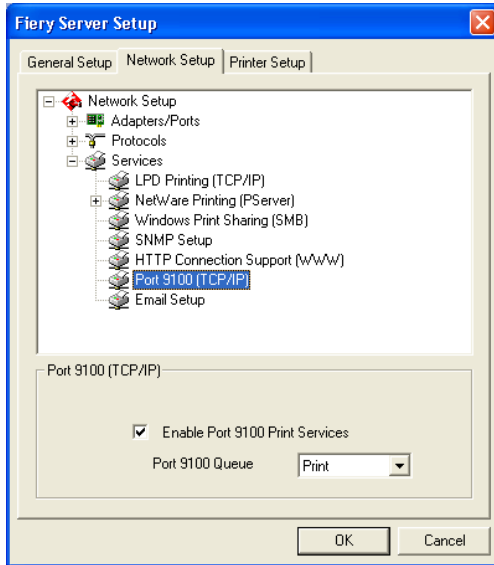 Fiery Server Setup
General Setup Network Setup Printer Setup
Network Setup
Adapters/Ports
Protocols
Services
LPD Printing (TCP/IP)
NetWare Printing (PServer)
Windows Print Sharing (SMB)
SNMP Setup
HTTP Connection Support (WWW)
Port 9100 (TCP/IP)
Email Setup
Port 9100 (TCP/IP)
Enable Port 9100 Print Services
Port 9100 Queue Print
OK Cancel